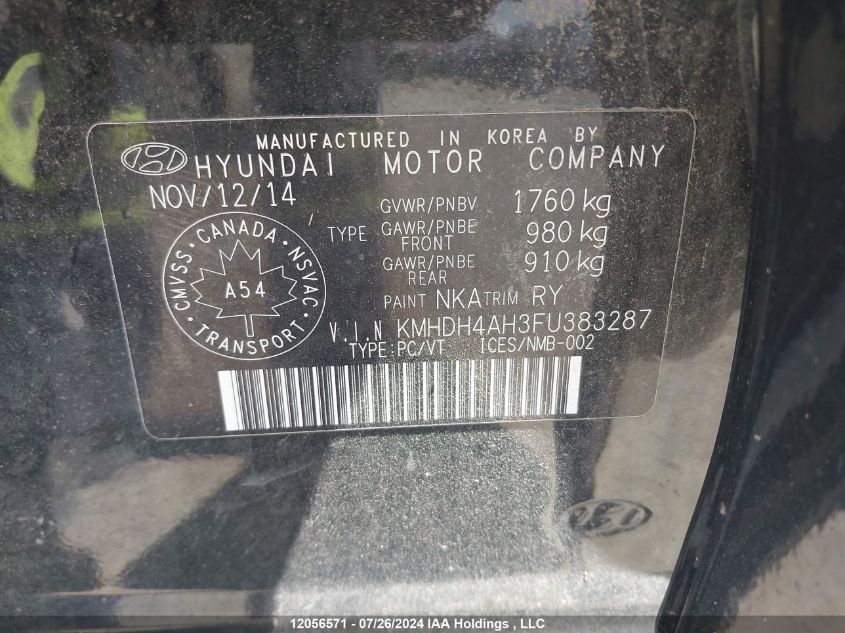 MANUFACTURED IN KOREA BY
HYUNDAI MOTOR COMPANY
NOV/12/14
GVWR/PNBV 1760 kg
TYPE GAWR/PNBE FRONT 980 kg
GAWR/PNBE REAR 910 kg
PAINT NKA TRIM RY
CMVSS · CANADA · NSVAC · TRANSPORT ·
A54
V.I.N KMHDH4AH3FU383287
TYPE:PC/VT ICES/NMB-002
12056571 - 07/26/2024 IAA Holdings , LLC